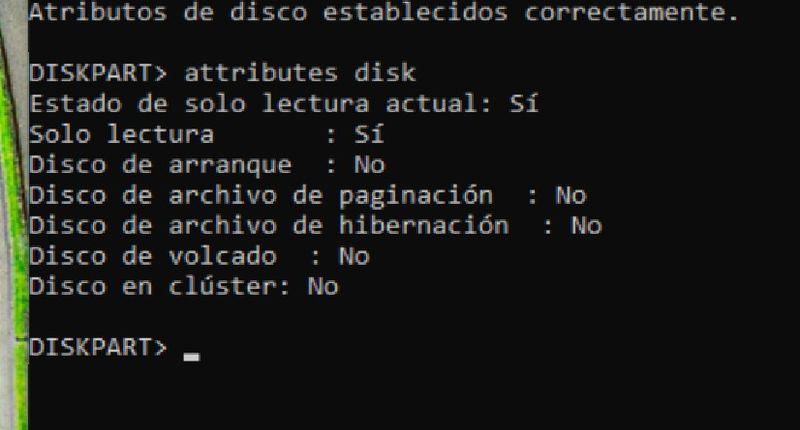 Atributos de disco establecidos correctamente.
DISKPART> attributes disk
Estado de solo lectura actual: Sí
Solo lectura : Sí
Disco de arranque : No
Disco de archivo de paginación : No
Disco de archivo de hibernación : No
Disco de volcado : No
Disco en clúster: No
DISKPART>